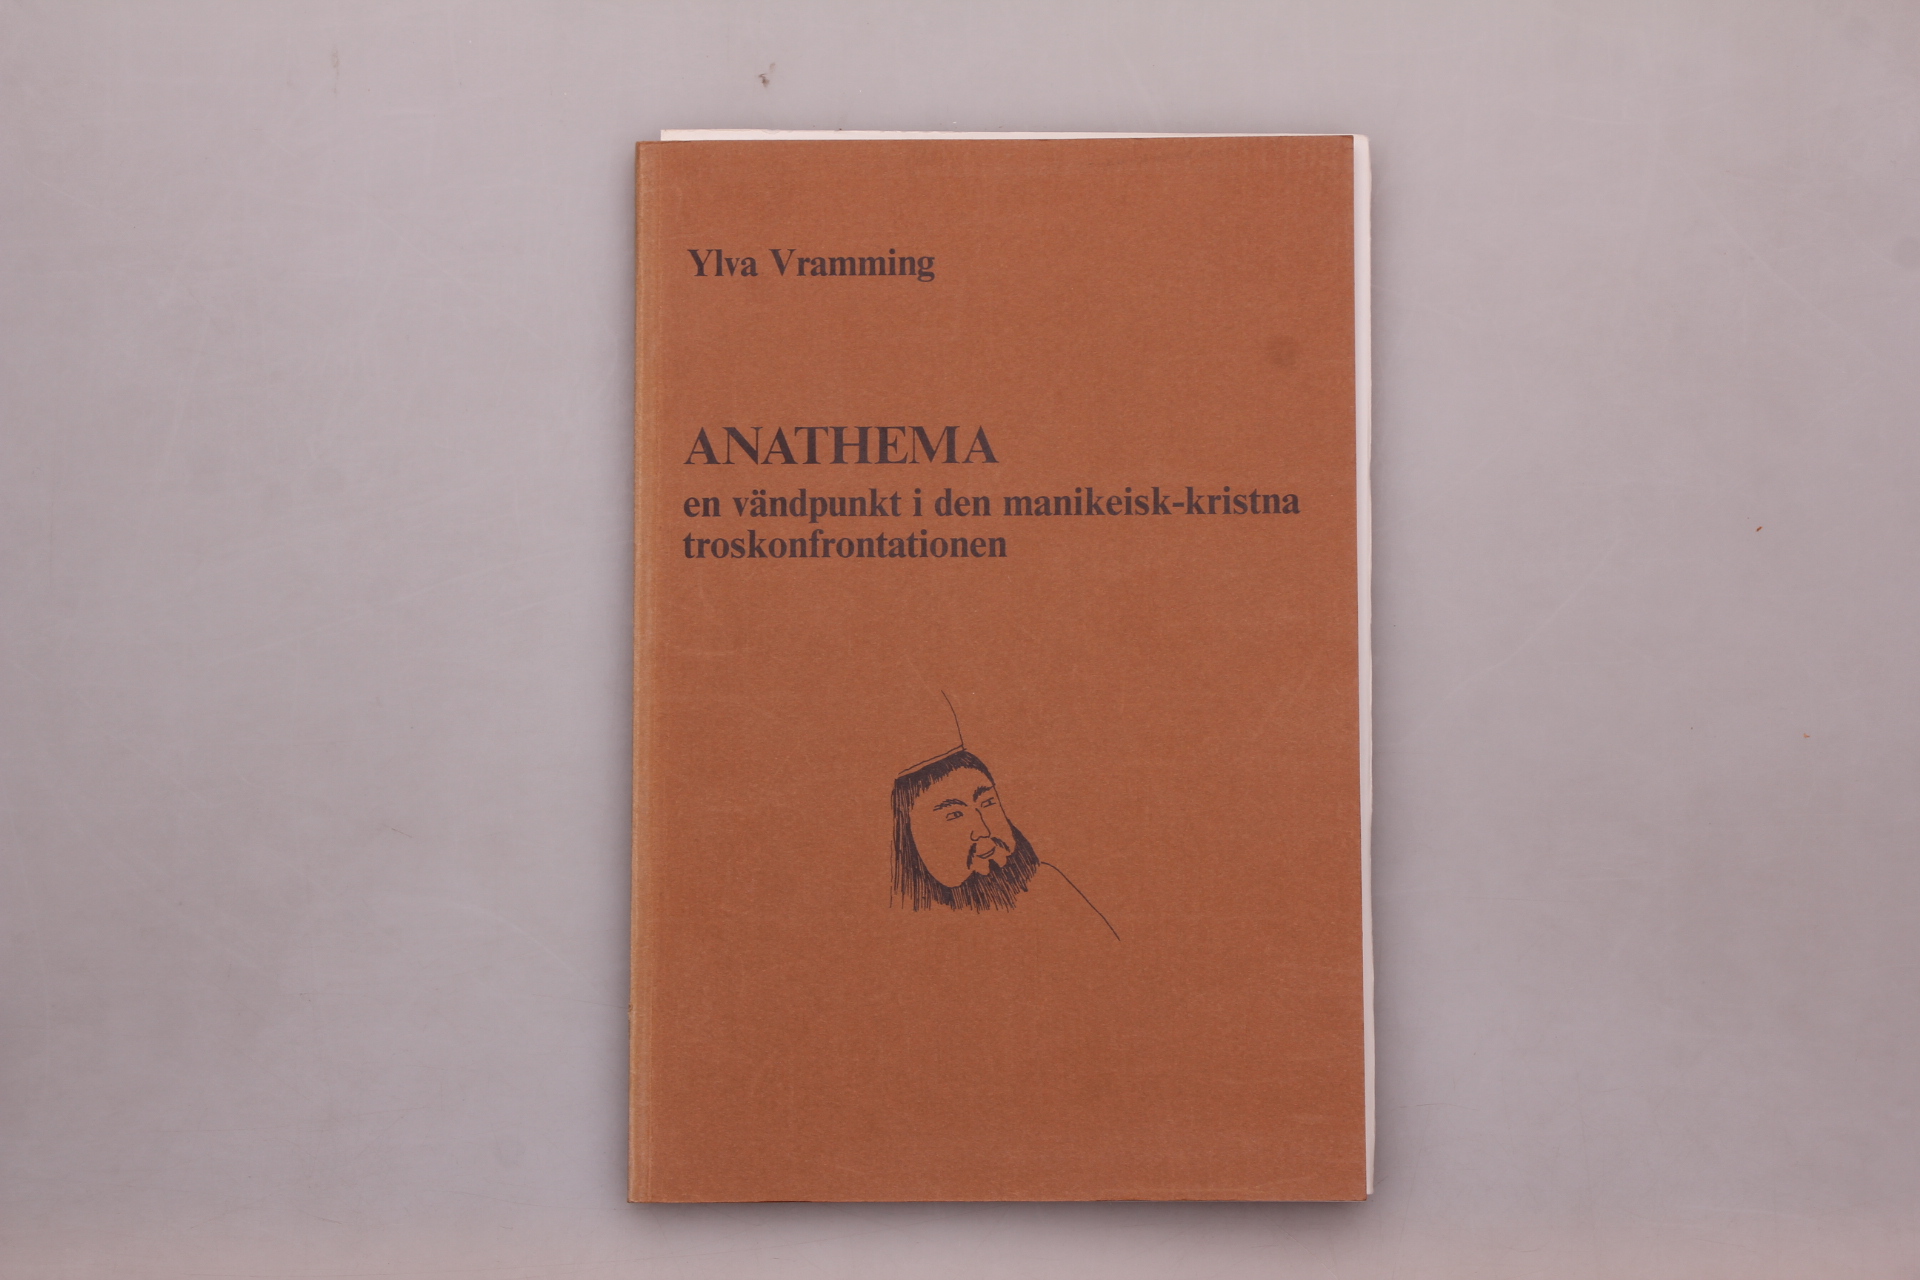 Ylva Vramming
ANATHEMA
en vändpunkt i den manikeisk-kristna
troskonfrontationen